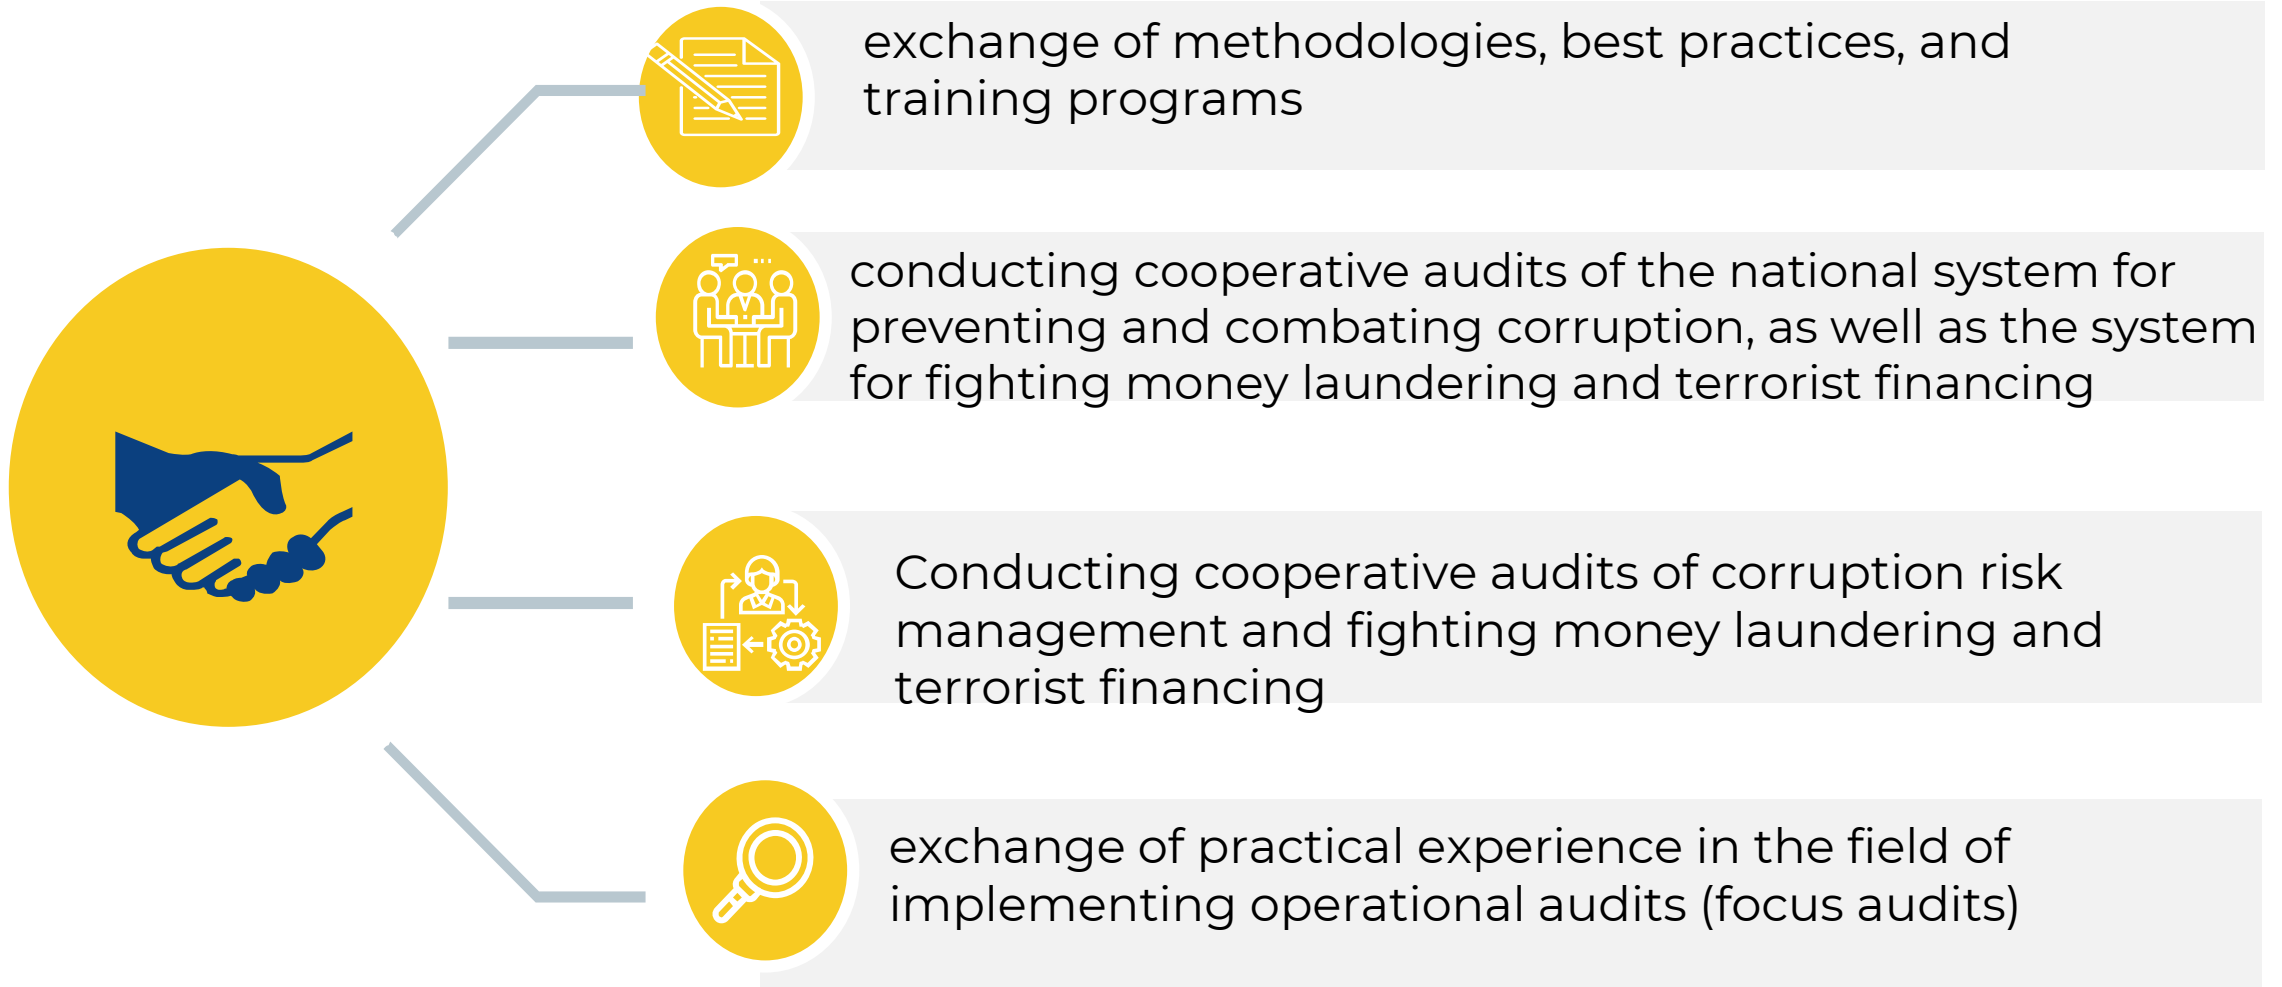 exchange of methodologies, best practices, and
training programs
conducting cooperative audits of the national system for
preventing and combating corruption, as well as the system
for fighting money laundering and terrorist financing
Conducting cooperative audits of corruption risk
management and fighting money laundering and
terrorist financing
exchange of practical experience in the field of
implementing operational audits (focus audits)